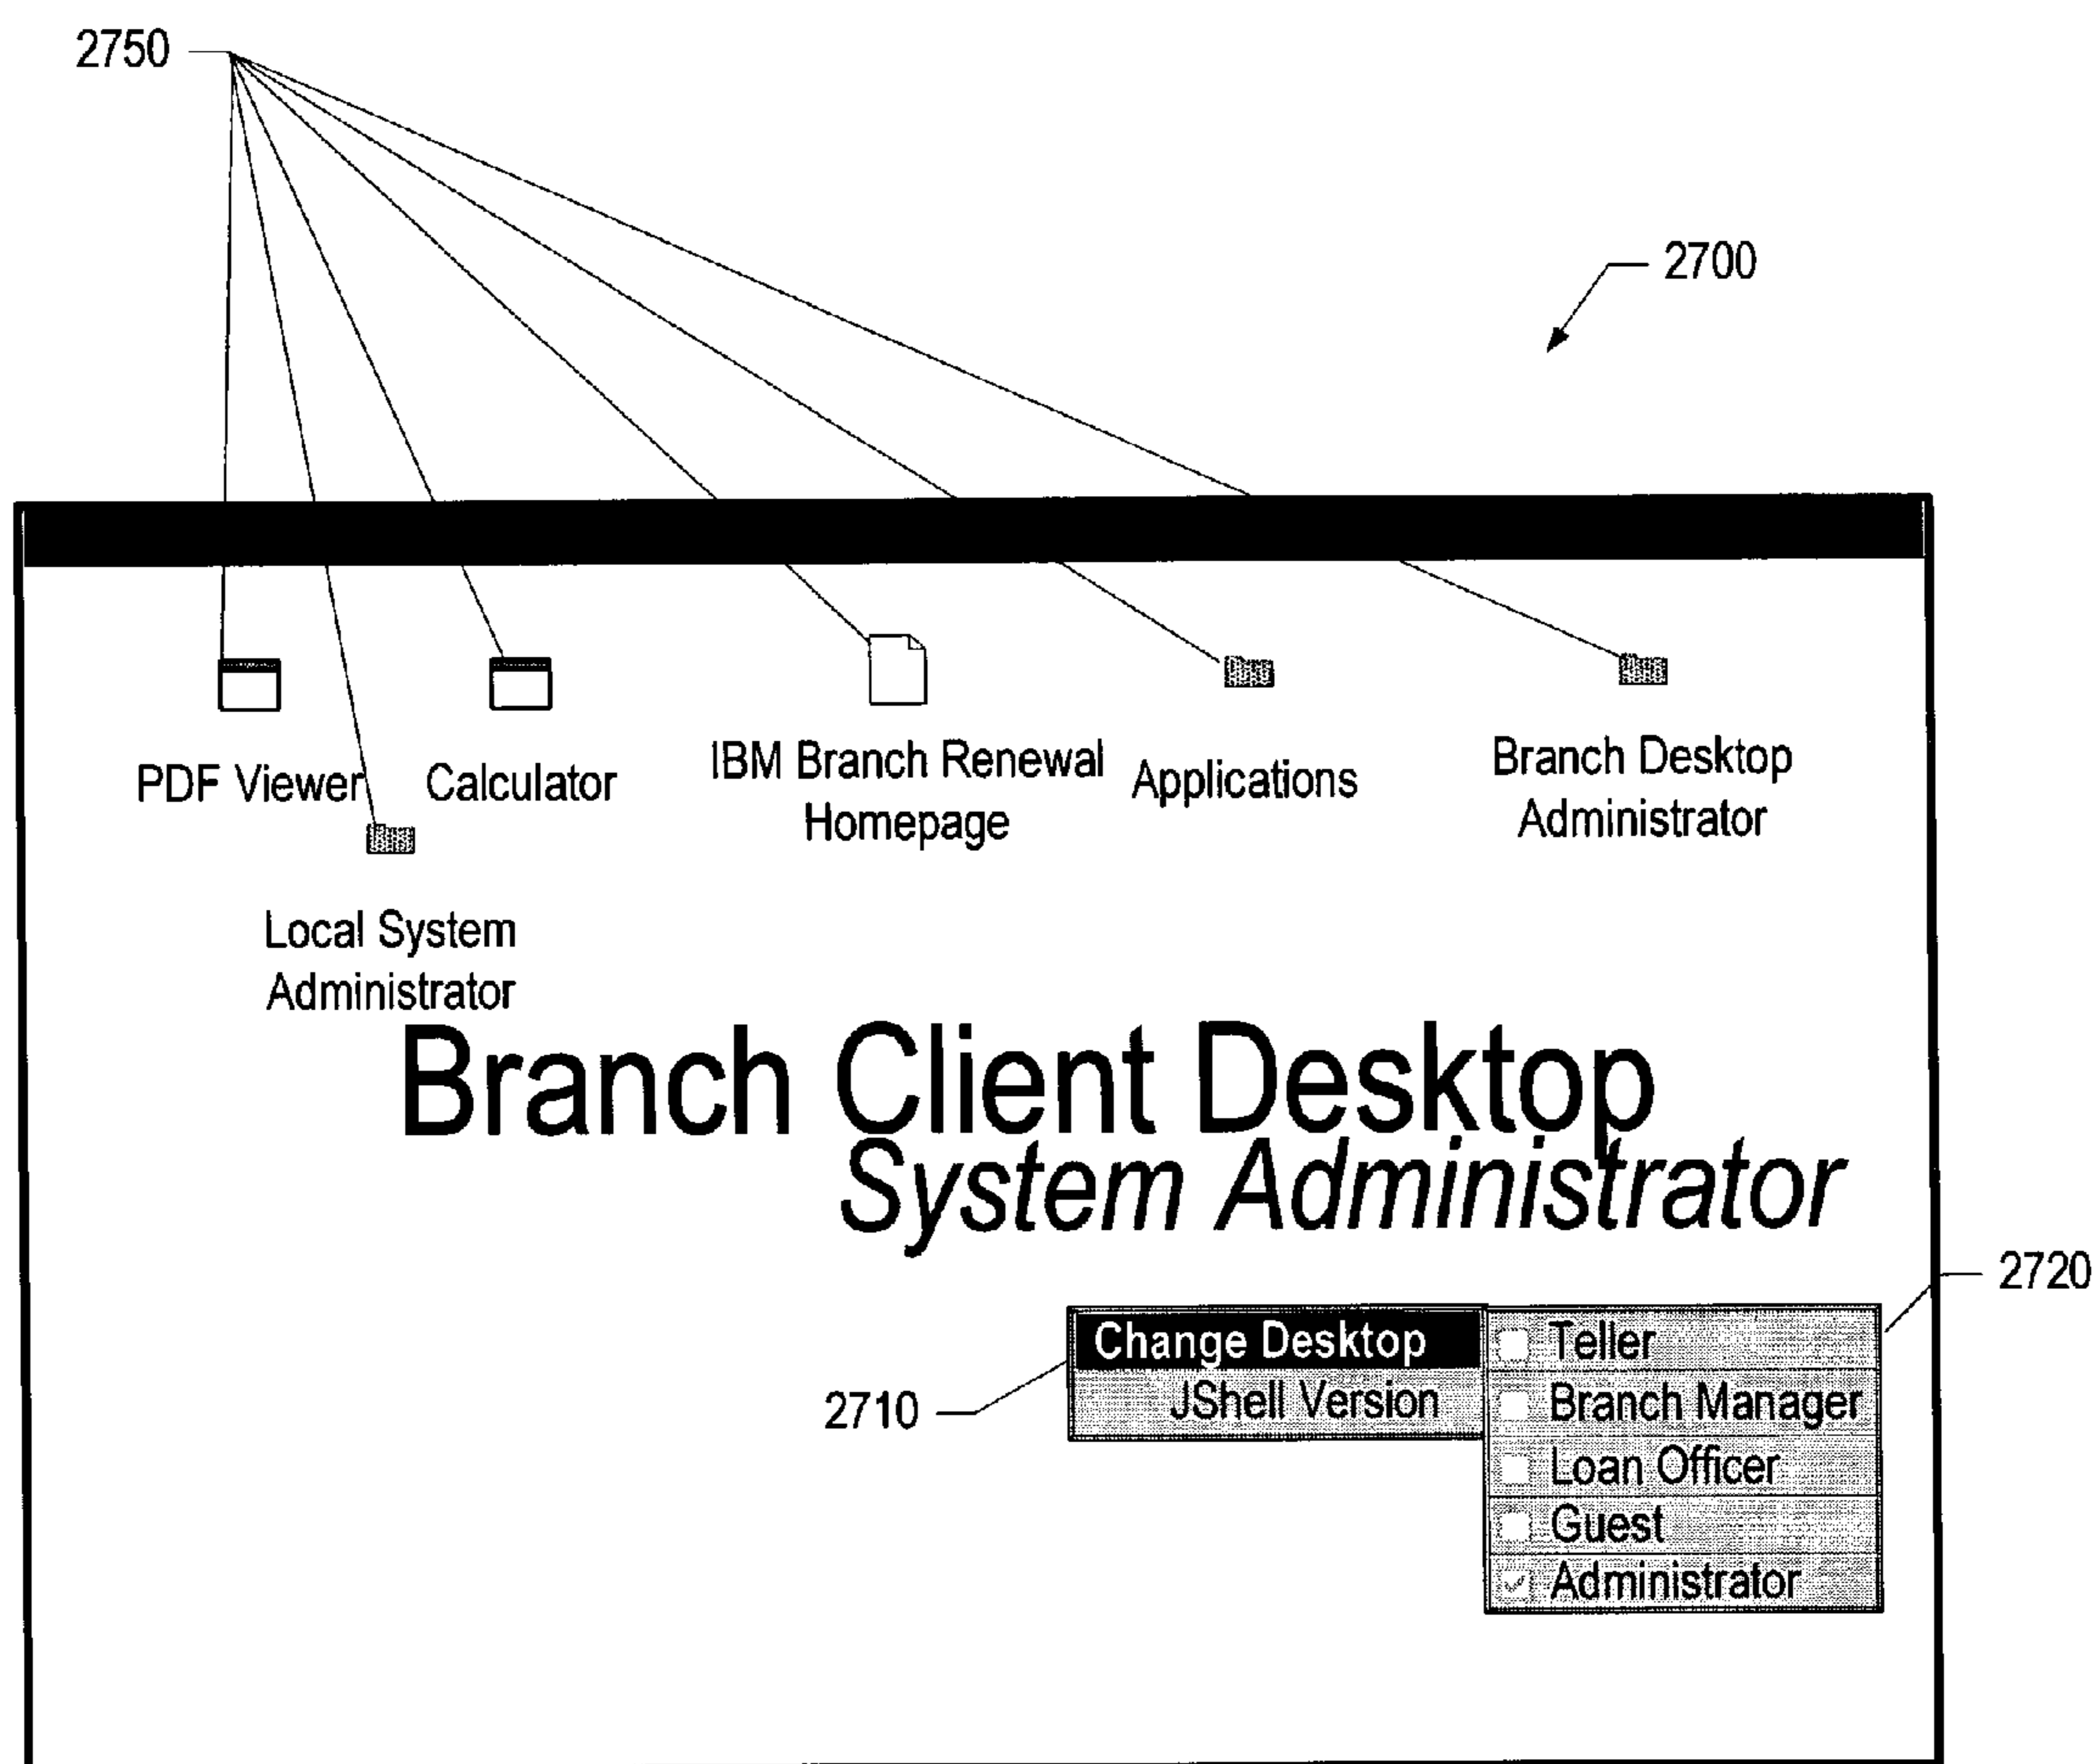 2750
2700
PDF Viewer
Calculator
IBM Branch Renewal
Homepage
Applications
Branch Desktop
Administrator
Local System
Administrator
Branch Client Desktop
System Administrator
2720
Change Desktop
JShell Version
2710
Teller
Branch Manager
Loan Officer
Guest
Administrator